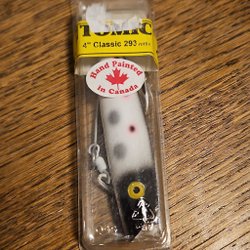 TOMIC
4" Classic 293
Hand Painted
In Canada